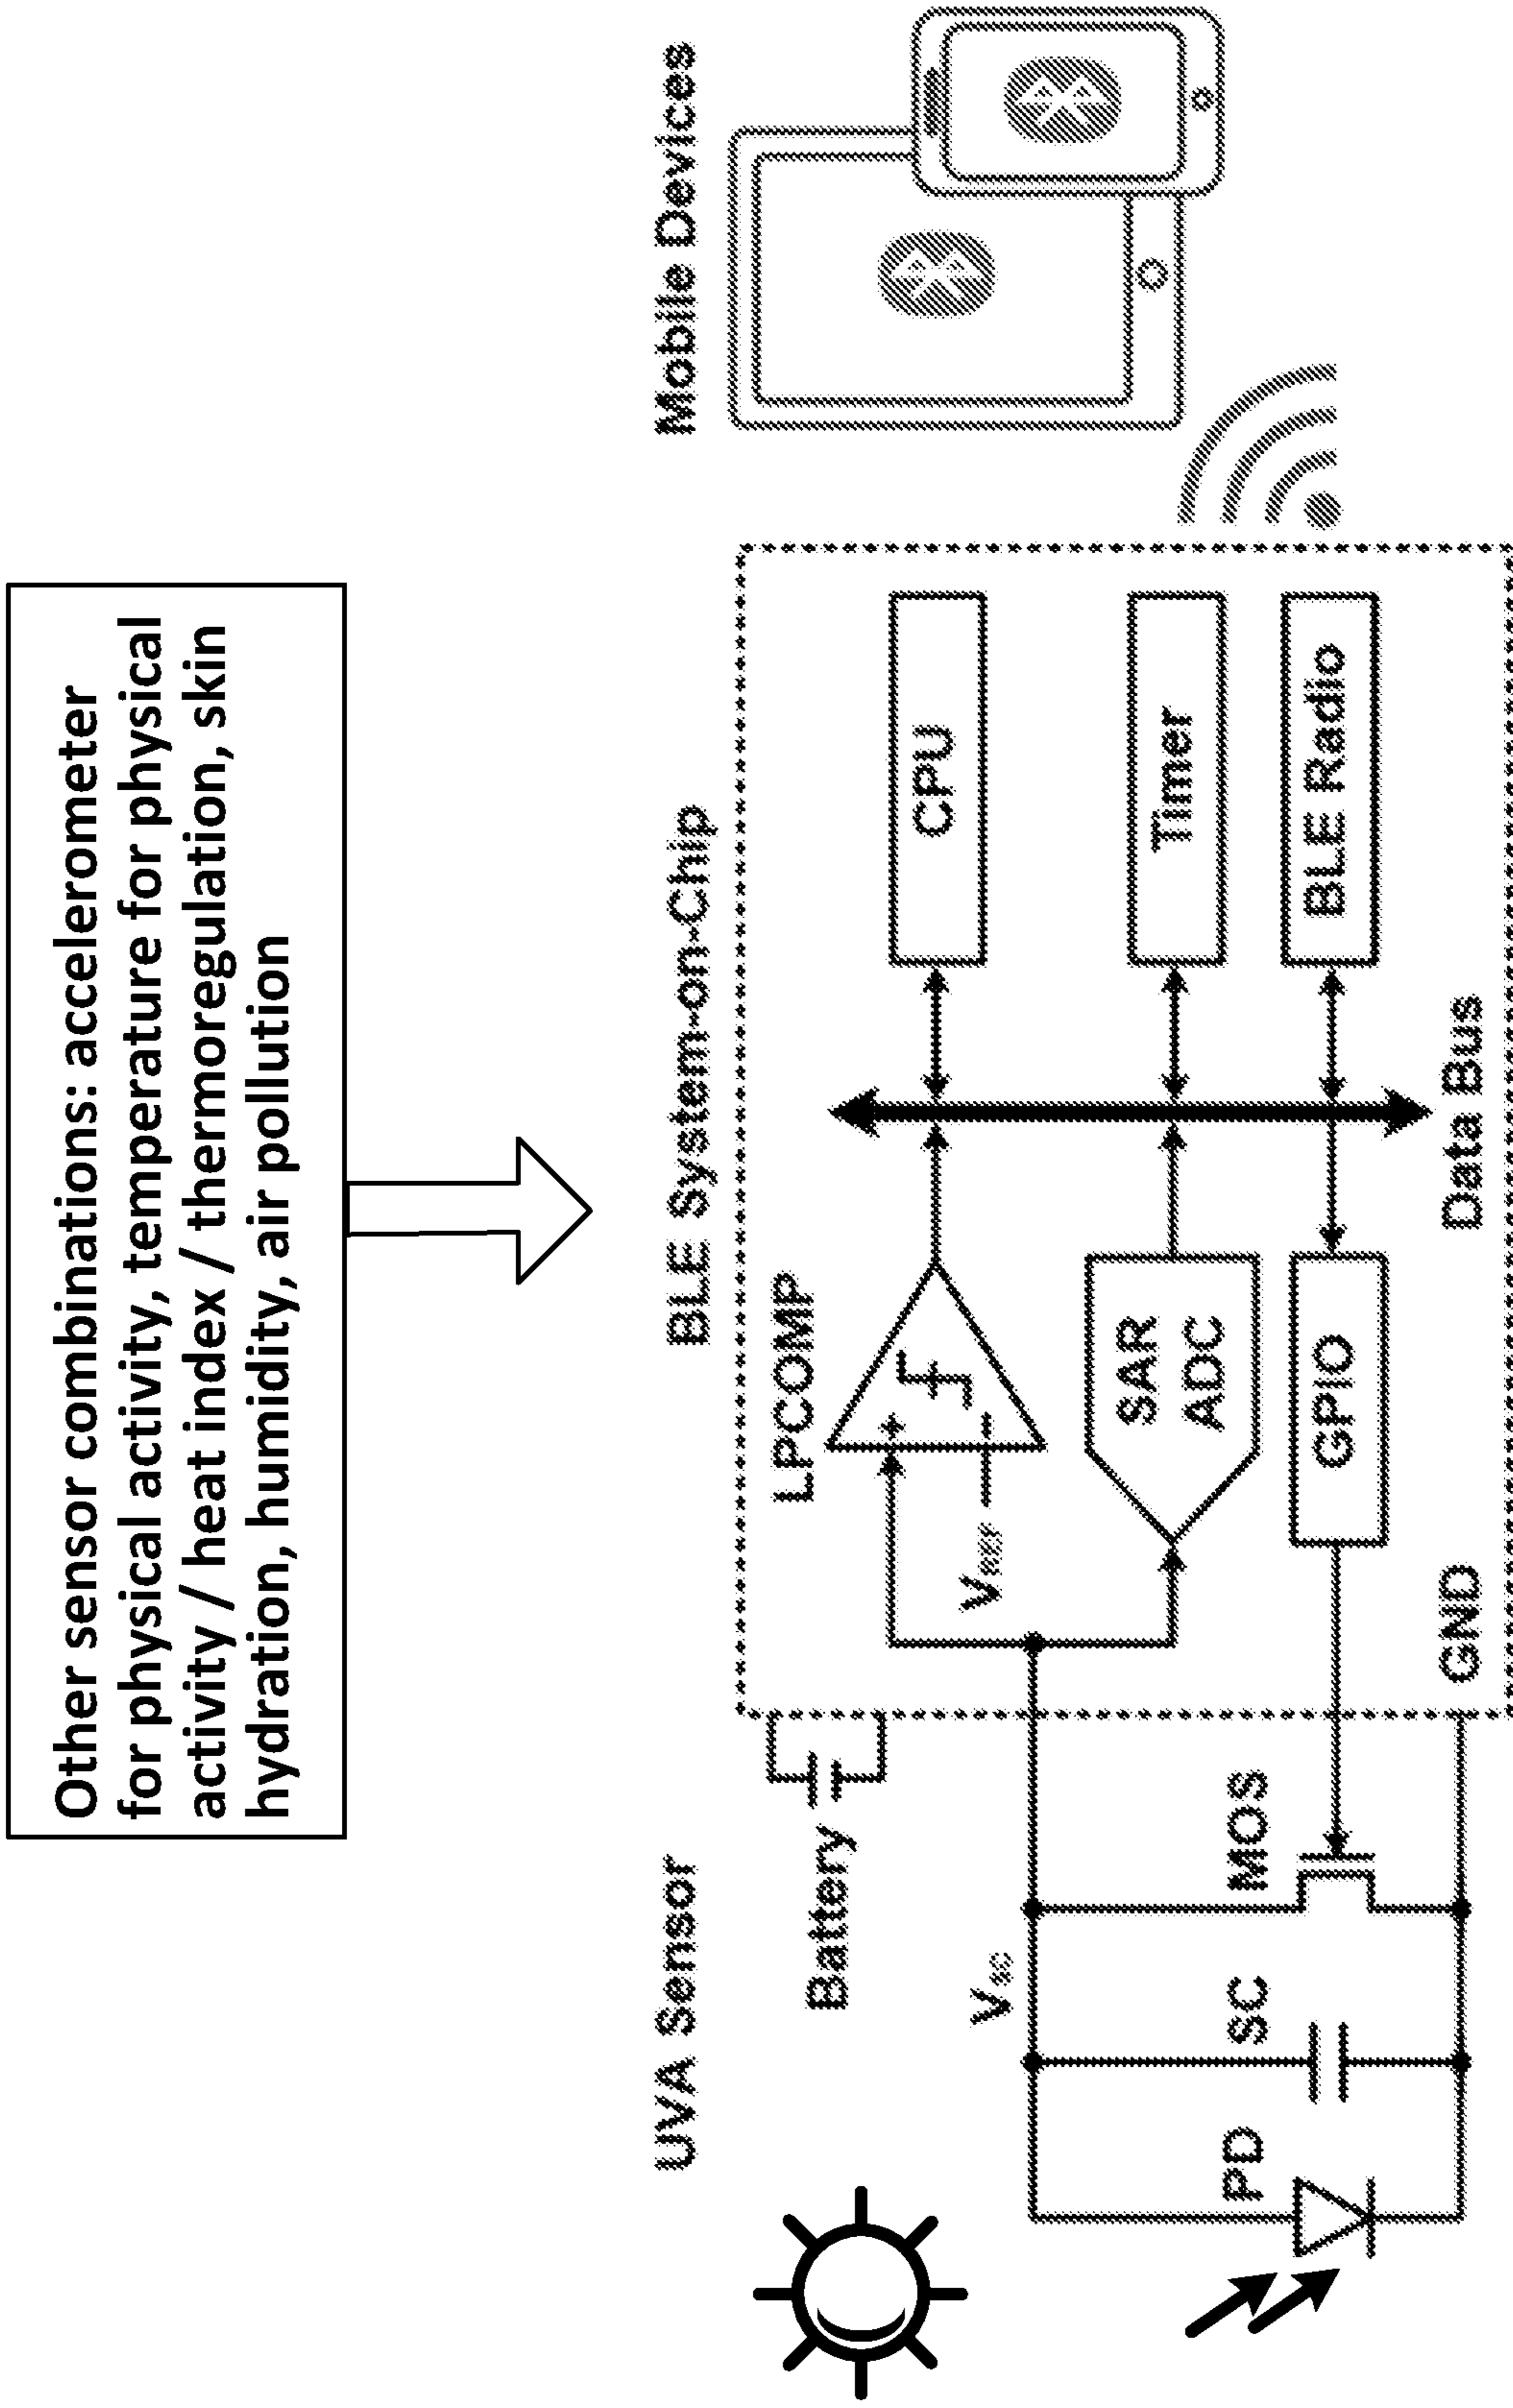 Other sensor combinations: accelerometer
for physical activity, temperature for physical
activity / heat index / thermoregulation, skin
hydration, humidity, air pollution
UVA Sensor
BLE System-on-Chip
Mobile Devices
Battery
LPCOMP
CPU
V_SC
V_REF
+
−
SAR
ADC
Timer
PD
SC
MOS
GPIO
BLE Radio
GND
Data Bus